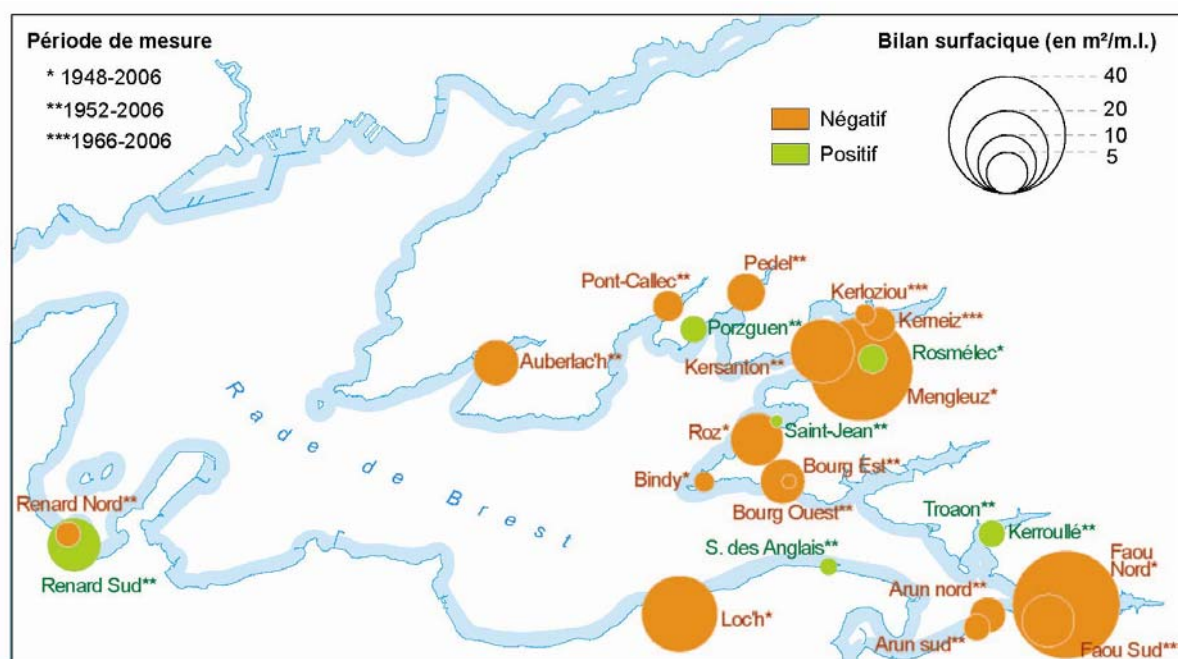 Période de mesure
* 1948-2006
**1952-2006
***1966-2006
Bilan surfacique (en m²/m.l.)
40
20
10
5
Négatif
Positif
Pedel**
Pont-Callec**
Kerloziou***
Porzguen**
Kerneiz***
Auberlac'h**
Kersanton**
Rosmélec*
Mengleuz*
Roz*
Saint-Jean**
Bindy*
Bourg Est**
Bourg Ouest**
Rade de Brest
Renard Nord**
Renard Sud**
Troaon**
Kerroullé**
S. des Anglais**
Faou
Nord*
Arun nord**
Loc'h*
Arun sud**
Faou Sud**